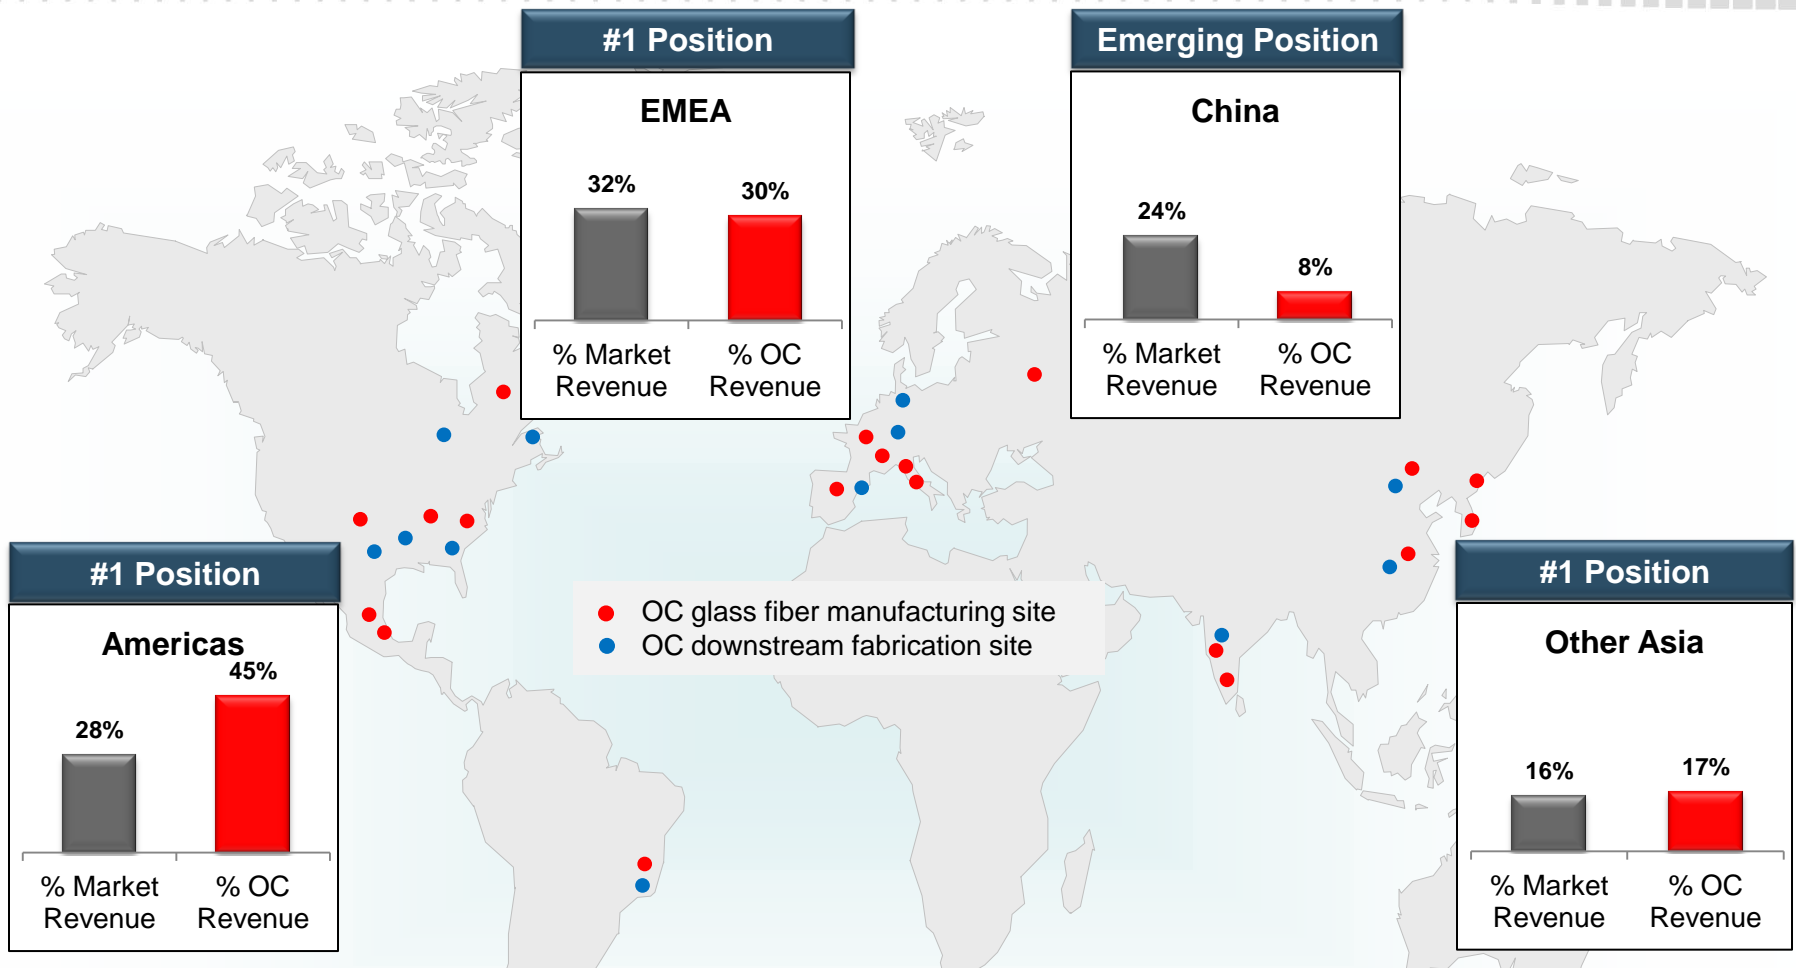 #1 Position
EMEA
32%
30%
% Market
Revenue
% OC
Revenue
Emerging Position
China
24%
8%
% Market
Revenue
% OC
Revenue
#1 Position
Americas
45%
28%
% Market
Revenue
% OC
Revenue
OC glass fiber manufacturing site
OC downstream fabrication site
#1 Position
Other Asia
16%
17%
% Market
Revenue
% OC
Revenue